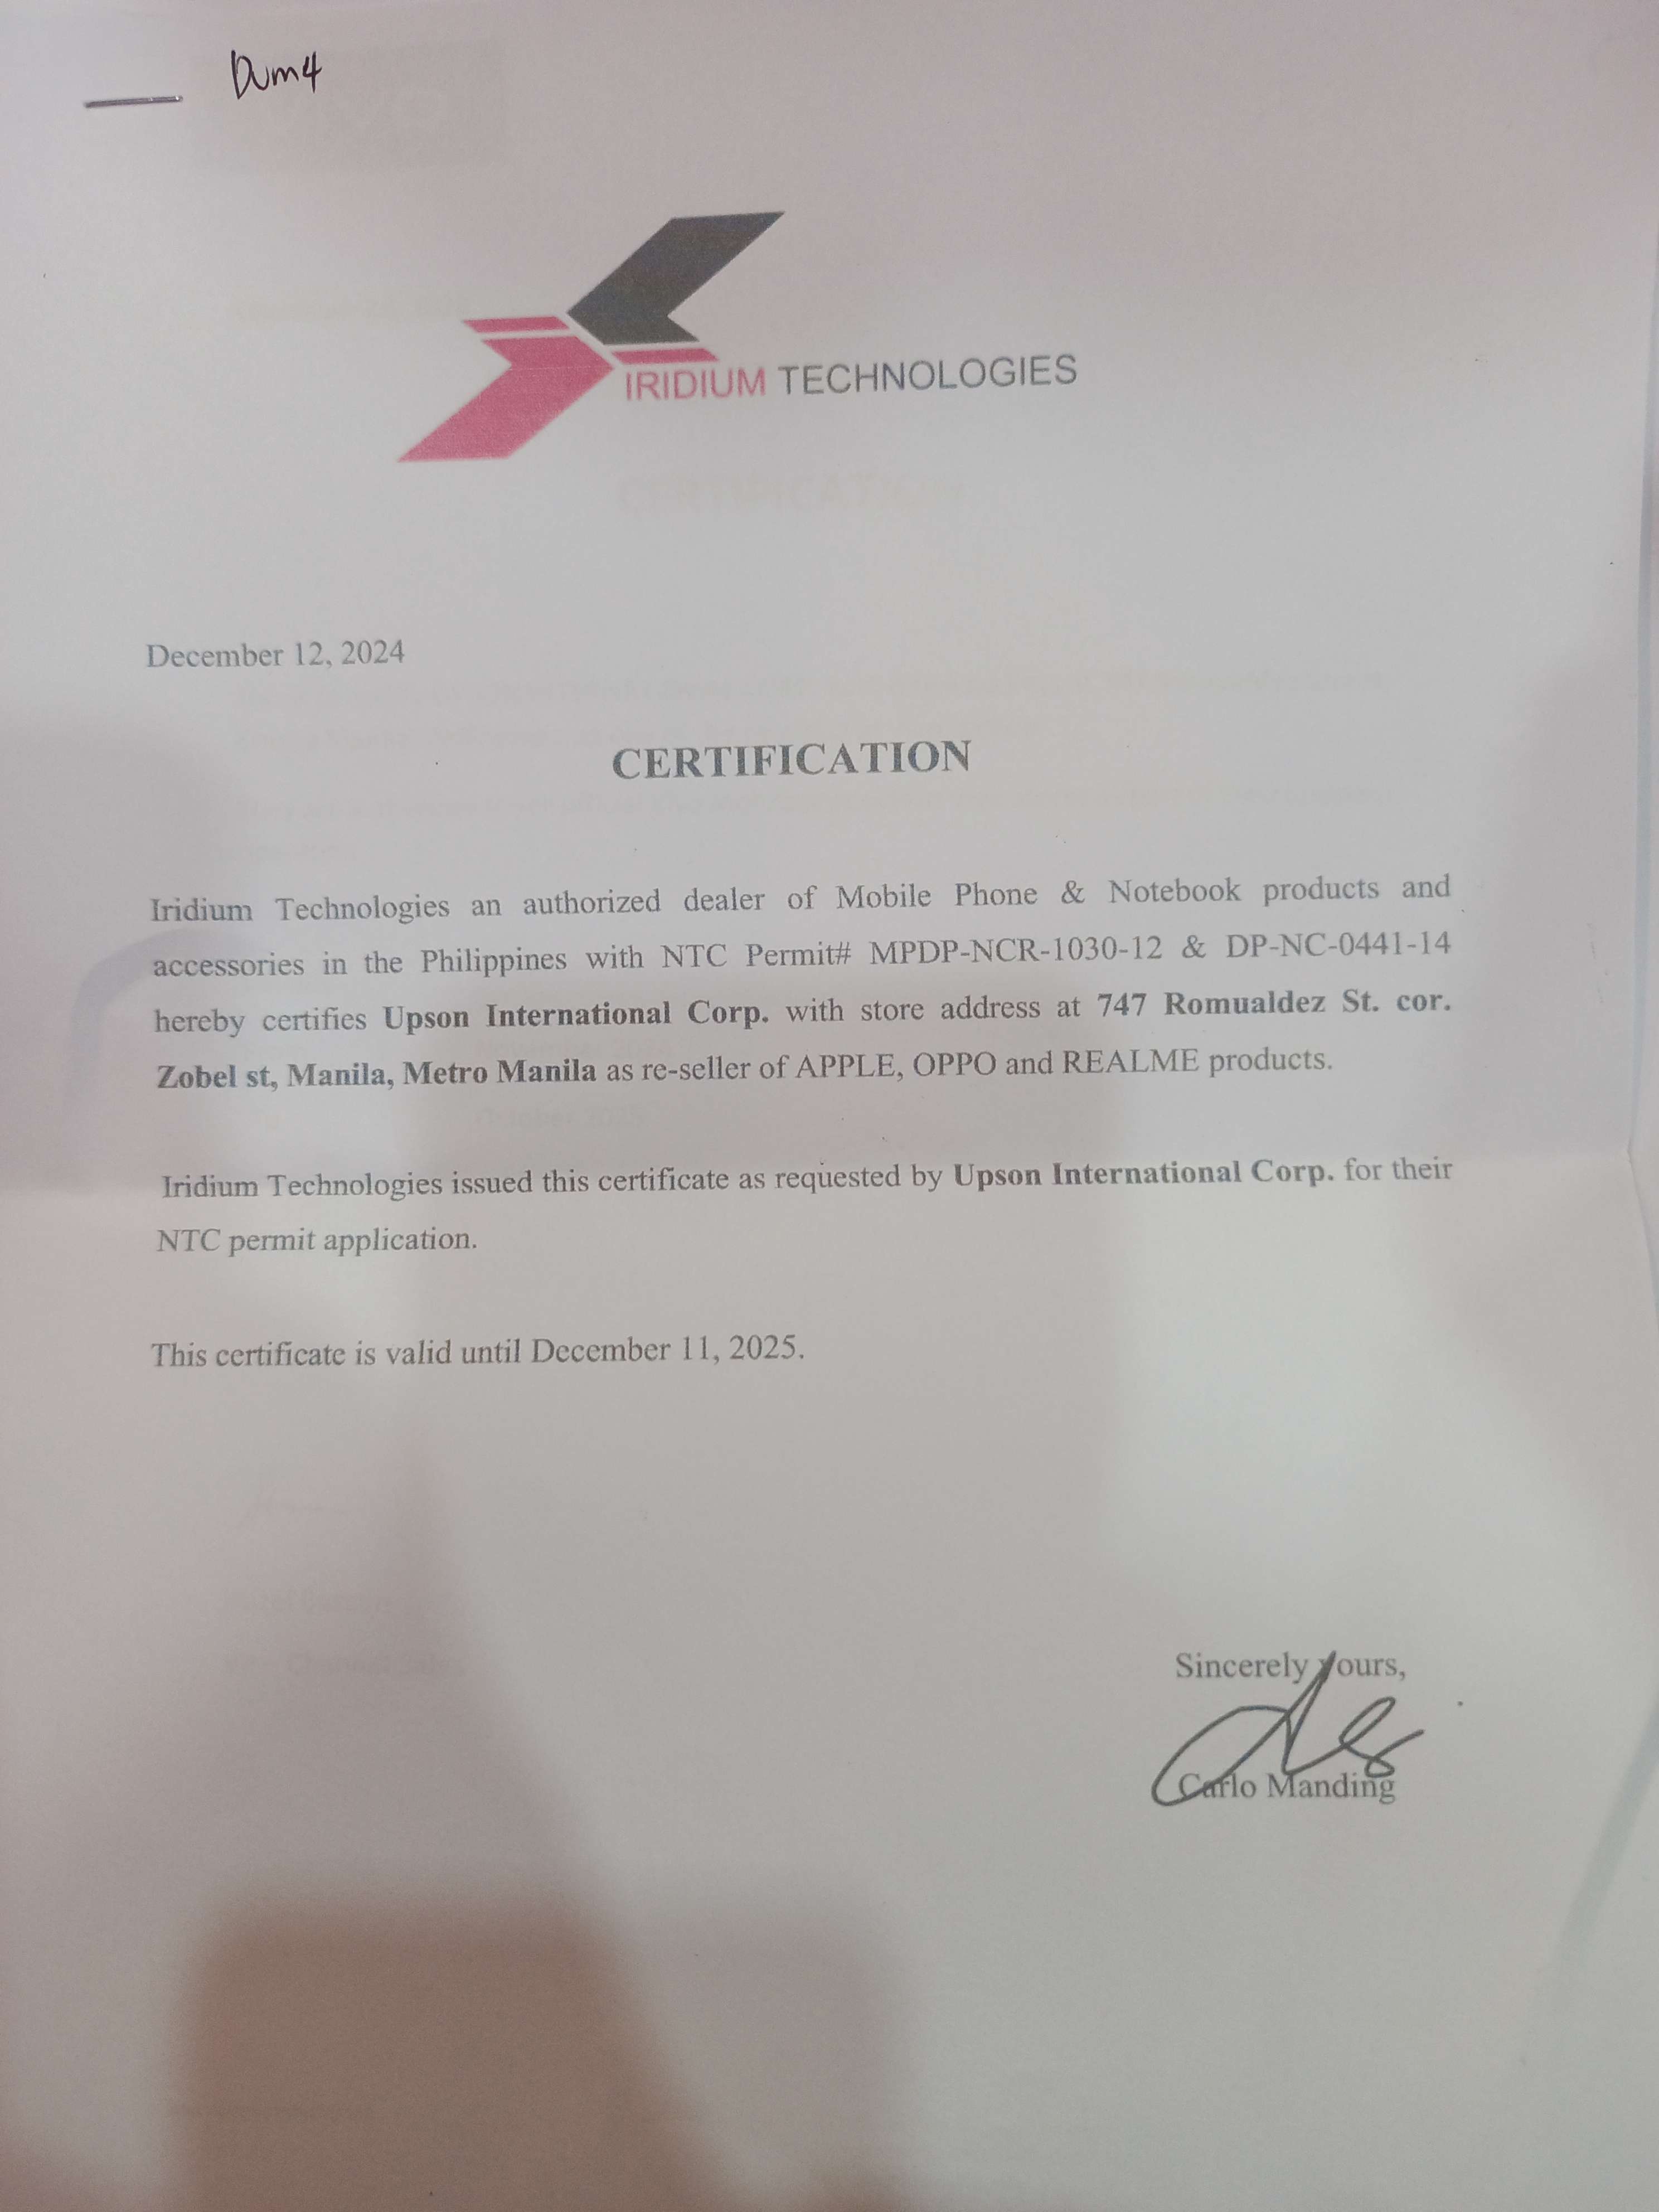 Dum4
IRIDIUM TECHNOLOGIES
December 12, 2024
CERTIFICATION
Iridium Technologies an authorized dealer of Mobile Phone & Notebook products and
accessories in the Philippines with NTC Permit# MPDP-NCR-1030-12 & DP-NC-0441-14
hereby certifies Upson International Corp. with store address at 747 Romualdez St. cor.
Zobel st, Manila, Metro Manila as re-seller of APPLE, OPPO and REALME products.
Iridium Technologies issued this certificate as requested by Upson International Corp. for their
NTC permit application.
This certificate is valid until December 11, 2025.
Sincerely yours,
Carlo Manding